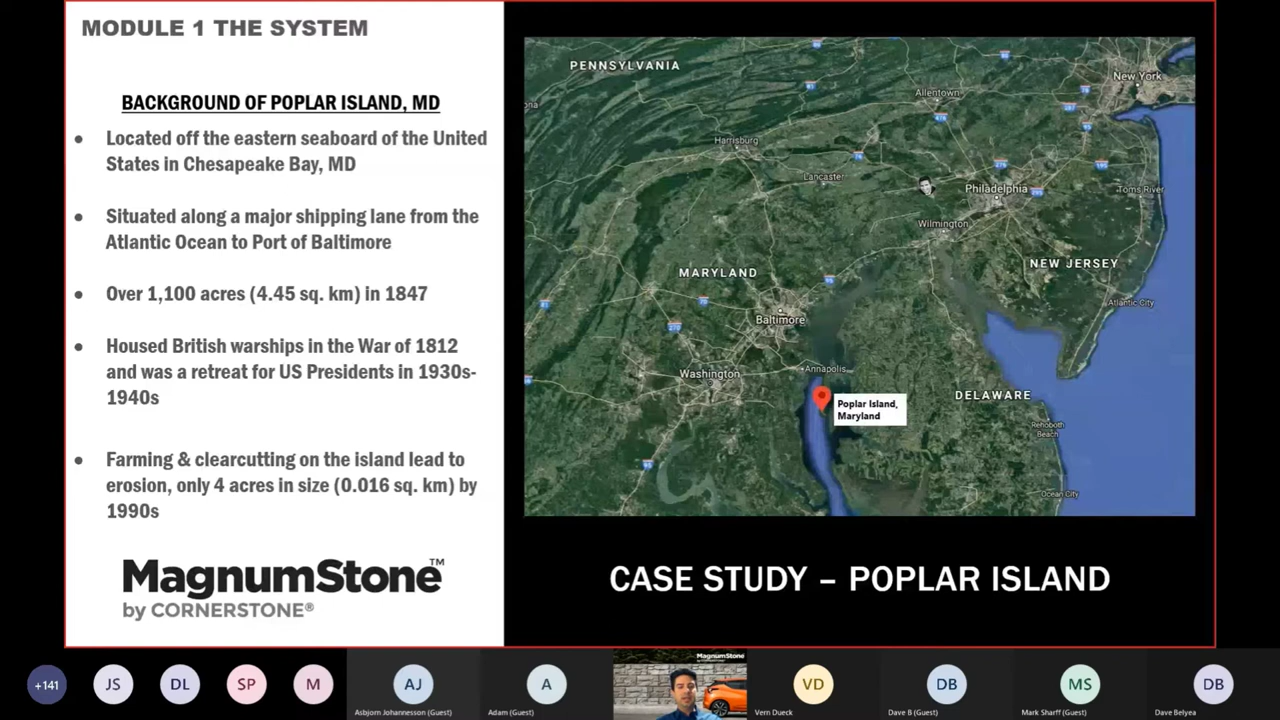 MODULE 1 THE SYSTEM
BACKGROUND OF POPLAR ISLAND, MD
Located off the eastern seaboard of the United
States in Chesapeake Bay, MD
Situated along a major shipping lane from the
Atlantic Ocean to Port of Baltimore
Over 1,100 acres (4.45 sq. km) in 1847
Housed British warships in the War of 1812
and was a retreat for US Presidents in 1930s-
1940s
Farming & clearcutting on the island lead to
erosion, only 4 acres in size (0.016 sq. km) by
1990s
MagnumStone™
by CORNERSTONE®
PENNSYLVANIA
New York
Allentown
Harrisburg
Lancaster
Philadelphia
Toms River
Wilmington
MARYLAND
NEW JERSEY
Atlantic City
Baltimore
Annapolis
Washington
DELAWARE
Poplar Island,
Maryland
Rehoboth
Beach
Ocean City
CASE STUDY – POPLAR ISLAND
+141
JS
DL
SP
M
AJ
Asbjorn Johannesson (Guest)
A
Adam (Guest)
MagnumStone
VD
Vern Dueck
DB
Dave B (Guest)
MS
Mark Sharff (Guest)
DB
Dave Belyea